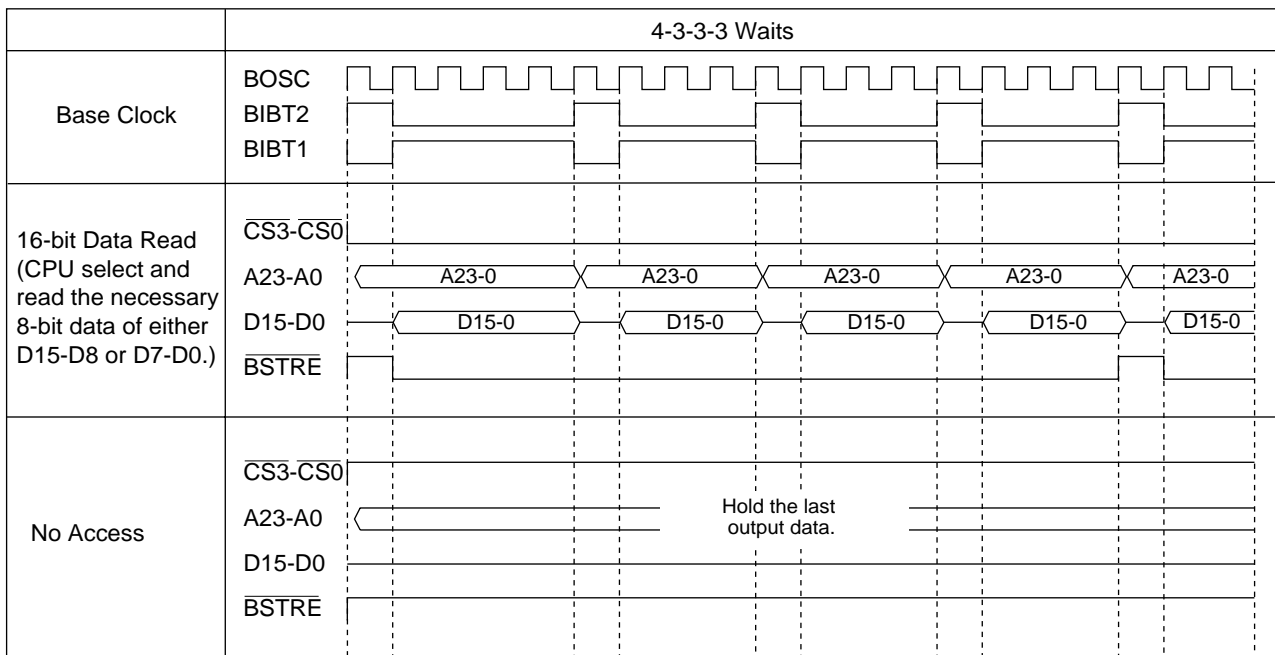 4-3-3-3 Waits
Base Clock
BOSC
BIBT2
BIBT1
16-bit Data Read
(CPU select and
read the necessary
8-bit data of either
D15-D8 or D7-D0.)
CS3-CS0
A23-A0
A23-0 A23-0 A23-0 A23-0 A23-0
D15-D0
D15-0 D15-0 D15-0 D15-0 D15-0
BSTRE
No Access
CS3-CS0
A23-A0
Hold the last
output data.
D15-D0
BSTRE